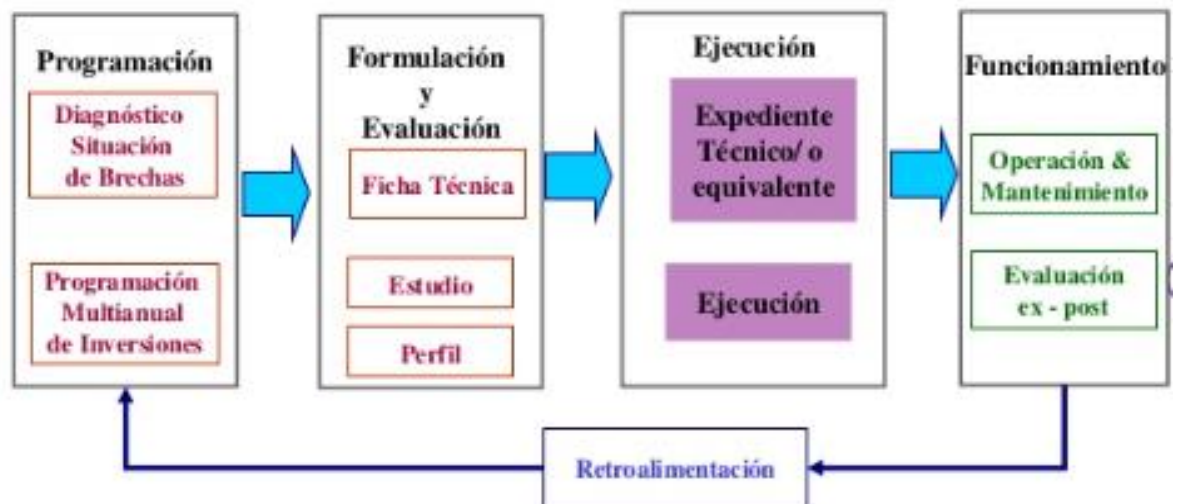 Programación
Diagnóstico
Situación
de Brechas
Programación
Multianual
de Inversiones
Formulación
y
Evaluación
Ficha Técnica
Estudio
Perfil
Ejecución
Expediente
Técnico/ o
equivalente
Ejecución
Funcionamiento
Operación &
Mantenimiento
Evaluación
ex - post
Retroalimentación